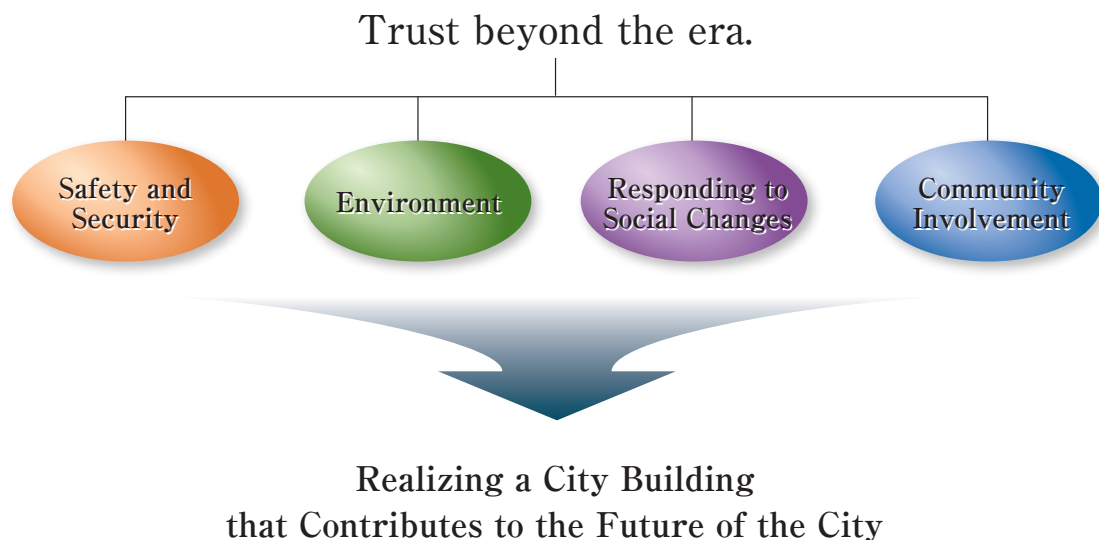 Trust beyond the era.
Safety and
Security
Environment
Responding to
Social Changes
Community
Involvement
Realizing a City Building
that Contributes to the Future of the City